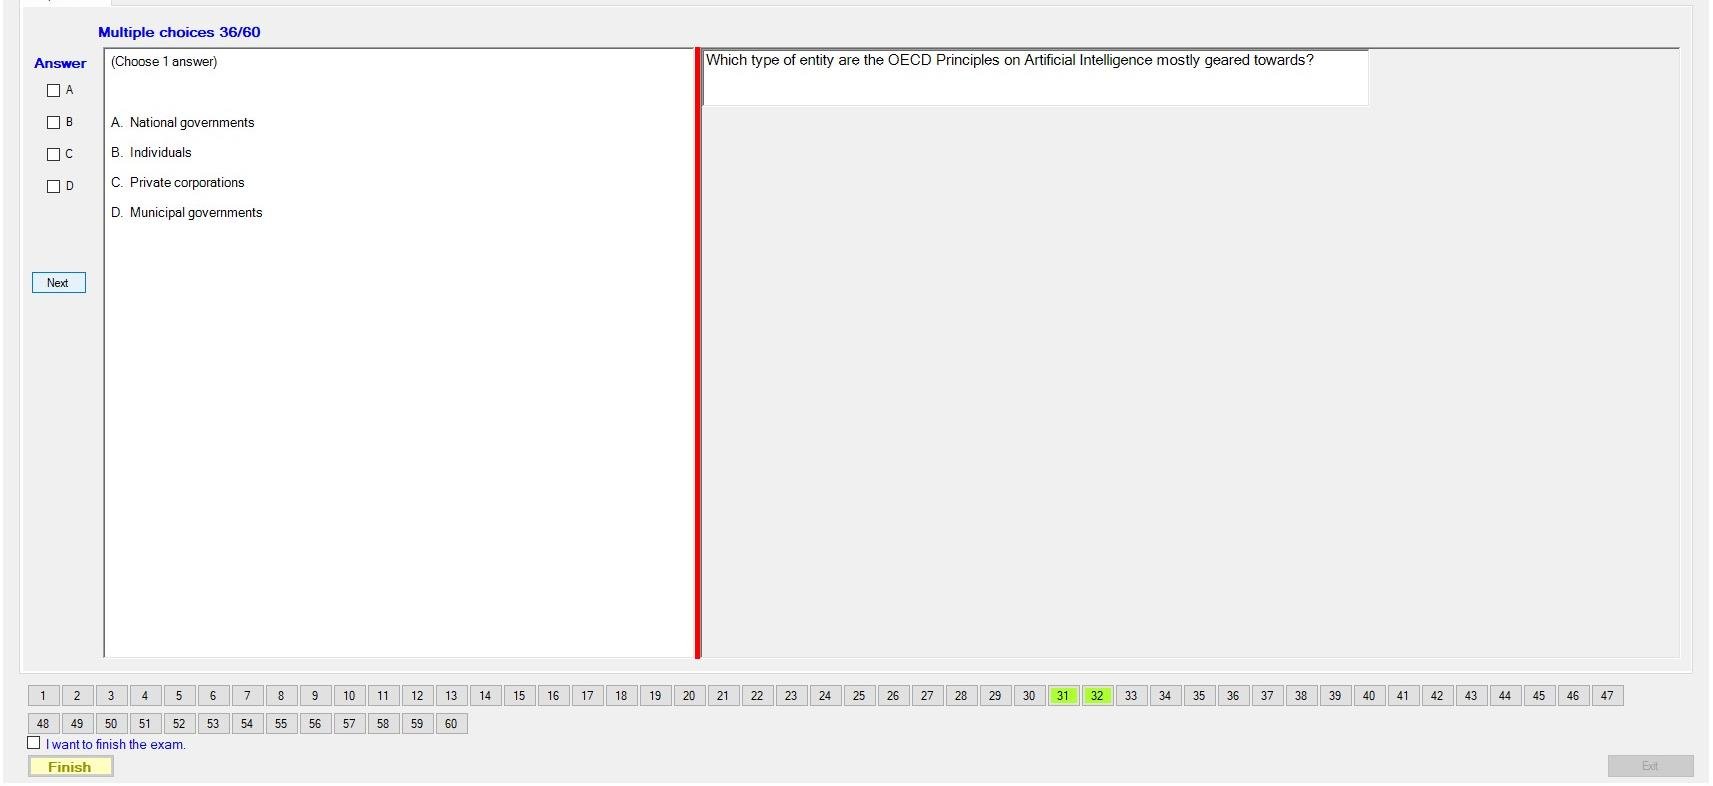 Multiple choices 36/60
Answer
A
B
C
D
Next
(Choose 1 answer)
A. National governments
B. Individuals
C. Private corporations
D. Municipal governments
Which type of entity are the OECD Principles on Artificial Intelligence mostly geared towards?
1 2 3 4 5 6 7 8 9 10 11 12 13 14 15 16 17 18 19 20 21 22 23 24 25 26 27 28 29 30 31 32 33 34 35 36 37 38 39 40 41 42 43 44 45 46 47
48 49 50 51 52 53 54 55 56 57 58 59 60
I want to finish the exam.
Finish
Exit